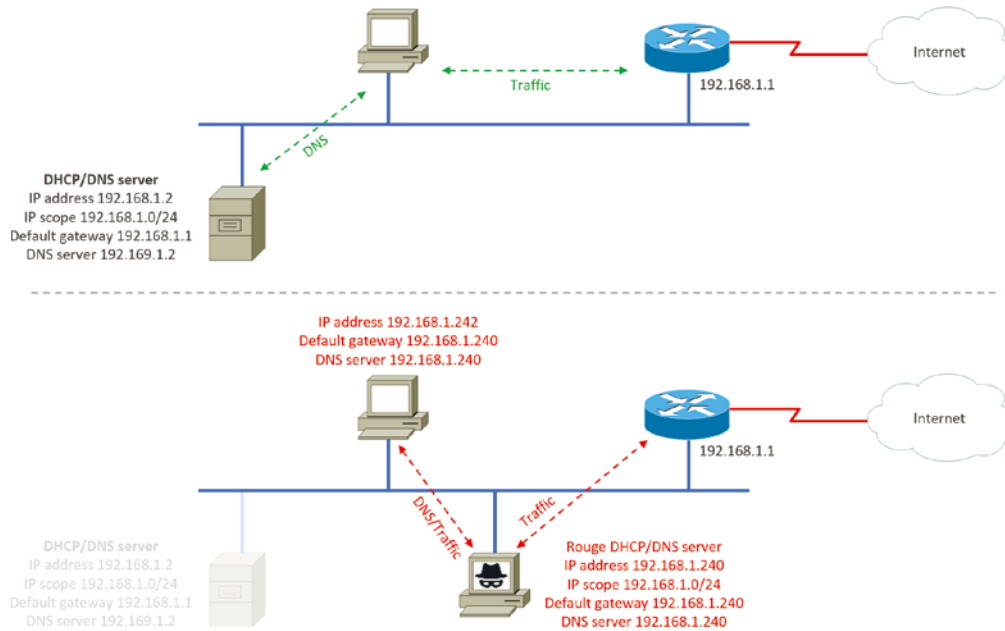 Internet
Traffic
192.168.1.1
DNS
DHCP/DNS server
IP address 192.168.1.2
IP scope 192.168.1.0/24
Default gateway 192.168.1.1
DNS server 192.169.1.2
IP address 192.168.1.242
Default gateway 192.168.1.240
DNS server 192.168.1.240
Internet
192.168.1.1
DNS/Traffic
Traffic
DHCP/DNS server
IP address 192.168.1.2
IP scope 192.168.1.0/24
Default gateway 192.168.1.1
DNS server 192.169.1.2
Rouge DHCP/DNS server
IP address 192.168.1.240
IP scope 192.168.1.0/24
Default gateway 192.168.1.240
DNS server 192.168.1.240